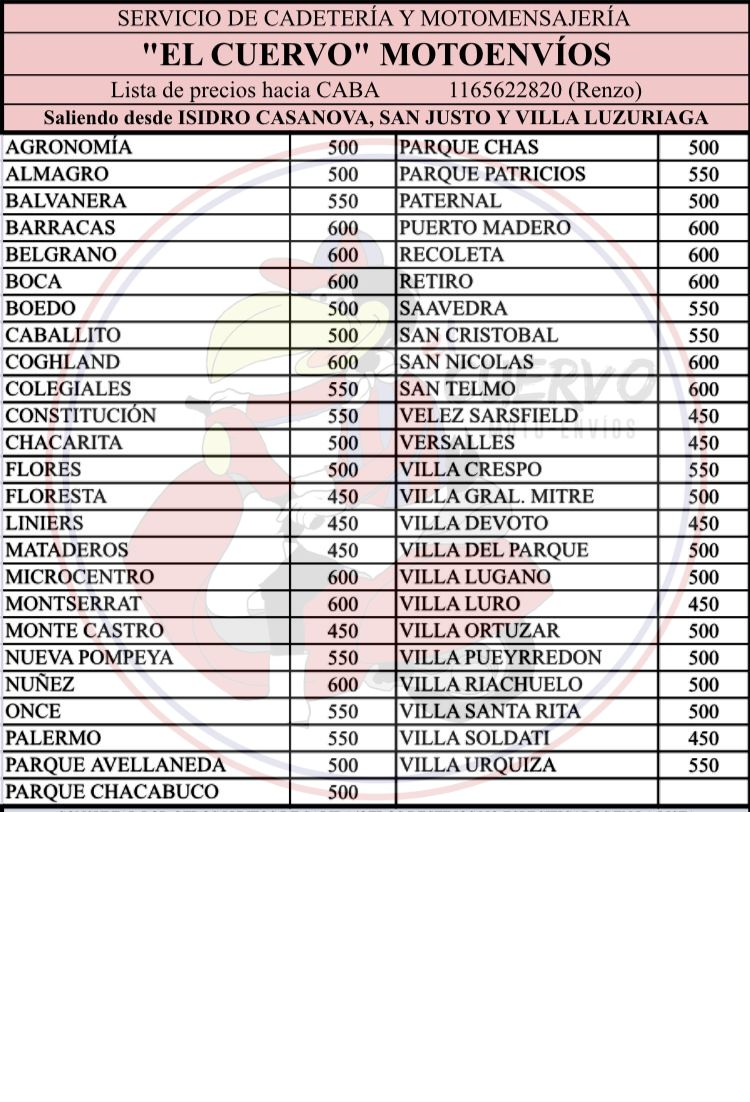 SERVICIO DE CADETERÍA Y MOTOMENSAJERÍA
"EL CUERVO" MOTOENVÍOS
Lista de precios hacia CABA 1165622820 (Renzo)
Saliendo desde ISIDRO CASANOVA, SAN JUSTO Y VILLA LUZURIAGA
AGRONOMÍA 500 PARQUE CHAS 500
ALMAGRO 500 PARQUE PATRICIOS 550
BALVANERA 550 PATERNAL 500
BARRACAS 600 PUERTO MADERO 600
BELGRANO 600 RECOLETA 600
BOCA 600 RETIRO 600
BOEDO 500 SAAVEDRA 550
CABALLITO 500 SAN CRISTOBAL 550
COGHLAND 600 SAN NICOLAS 600
COLEGIALES 550 SAN TELMO 600
CONSTITUCIÓN 550 VELEZ SARSFIELD 450
CHACARITA 500 VERSALLES 450
FLORES 500 VILLA CRESPO 550
FLORESTA 450 VILLA GRAL. MITRE 500
LINIERS 450 VILLA DEVOTO 450
MATADEROS 450 VILLA DEL PARQUE 500
MICROCENTRO 600 VILLA LUGANO 500
MONTSERRAT 600 VILLA LURO 450
MONTE CASTRO 450 VILLA ORTUZAR 500
NUEVA POMPEYA 550 VILLA PUEYRREDON 500
NUÑEZ 600 VILLA RIACHUELO 500
ONCE 550 VILLA SANTA RITA 500
PALERMO 550 VILLA SOLDATI 450
PARQUE AVELLANEDA 500 VILLA URQUIZA 550
PARQUE CHACABUCO 500
CUERVO
MOTO-ENVÍOS